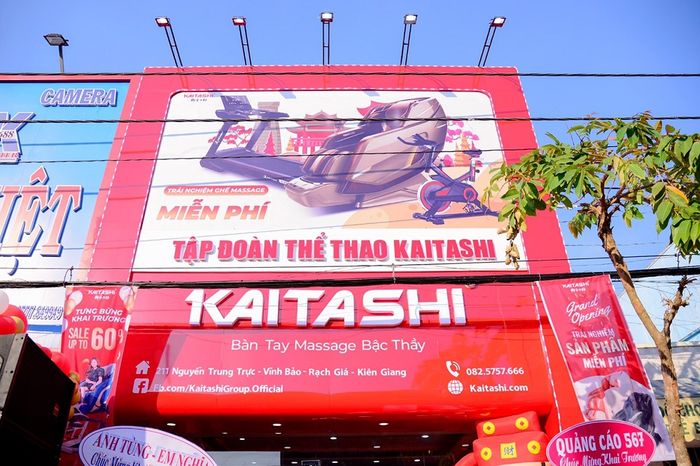 CAMERA
KAITASHI
TRẢI NGHIỆM GHẾ MASSAGE
MIỄN PHÍ
TẬP ĐOÀN THỂ THAO KAITASHI
KAITASHI
Bàn Tay Massage Bậc Thầy
211 Nguyễn Trung Trực - Vĩnh Bảo - Rạch Giá - Kiên Giang
Fb.com/KaitashiGroup.Official
082.5757.666
Kaitashi.com
KAITASHI
TƯNG BỪNG
KHAI TRƯƠNG
SALE
UP TO 60
KAITASHI
Grand
Opening
TRẢI NGHIỆM
SẢN PHẨM
MIỄN PHÍ
ANH TÙNG - EM NGHĨA
Chúc Mừng
QUẢNG CÁO 567
Chúc Mừng Khai Trương